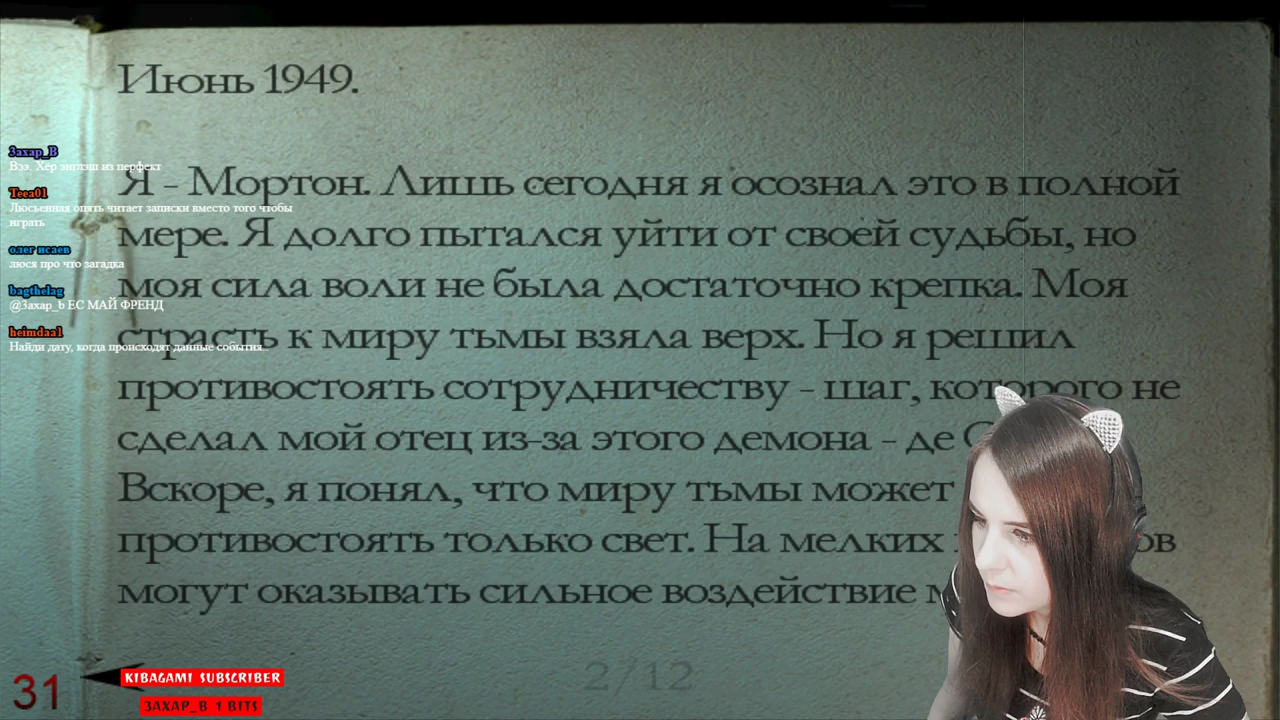 Июнь 1949.
Я - Мортон. Лишь сегодня я осознал это в полной
мере. Я долго пытался уйти от своей судьбы, но
моя сила воли не была достаточно крепка. Моя
страсть к миру тьмы взяла верх. Но я решил
противостоять сотрудничеству - шаг, которого не
сделал мой отец из-за этого демона - де
Вскоре, я понял, что миру тьмы может
противостоять только свет. На мелких
могут оказывать сильное воздействие
2/12
Захар_В
Вээ. Хер энглэш из перфект
Teea01
Люсьенная опять читает записки вместо того чтобы
играть
олег исаев
люся про что загадка
bagthelag
@Захар_b ЕС МАЙ ФРЕНД
heimdaa1
Найди дату, когда происходят данные события..
31
KIBAGAMI SUBSCRIBER
ЗАХАР_В 1 BITS